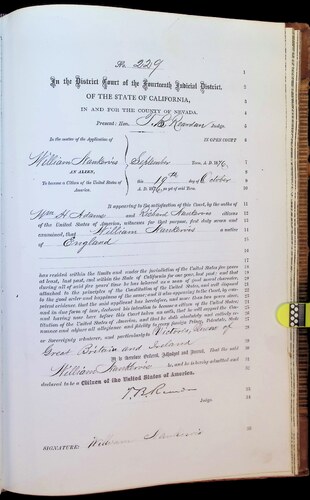 No. 229
In the District Court of the Fourteenth Judicial District,
OF THE STATE OF CALIFORNIA,
IN AND FOR THE COUNTY OF NEVADA.
Present: Hon. T. B. Reardan Judge.
In the matter of the Application of
IN OPEN COURT
William Nankervis
September Term, A. D. 1876,
AN ALIEN,
this 19th day of October
To become a Citizen of the United States of America.
A. D. 1876,
It appearing to the satisfaction of this Court, by the oaths of
Wm H. Adams and Richard Nankervis citizens
of the United States of America, witnesses for that purpose, first duly sworn and
examined, that William Nankervis a native
of England
has resided within the limits and under the jurisdiction of the United States five years
at least, last past, and within the State of California for one year last past; and that
during all of said five years' time he has behaved as a man of good moral character,
attached to the principles of the Constitution of the United States, and well disposed
to the good order and happiness of the same; and it also appearing to the Court, by com-
petent evidence, that the said applicant has heretofore, and more than two years since,
and in due form of law, declared his intention to become a citizen of the United States;
and having now here before this Court taken an oath, that he will support the Con-
stitution of the United States of America, and that he doth absolutely and entirely re-
nounce and abjure all allegiance and fidelity to every foreign Prince, Potentate, State
or Sovereignty whatever, and particularly to Victoria, Queen of
Great Britain and Ireland
It is therefore Ordered, Adjudged and Decreed, That the said
William Nankervis be, and he is hereby admitted and
declared to be a Citizen of the United States of America.
T. B. Reardan
Judge
SIGNATURE: William Nankervis